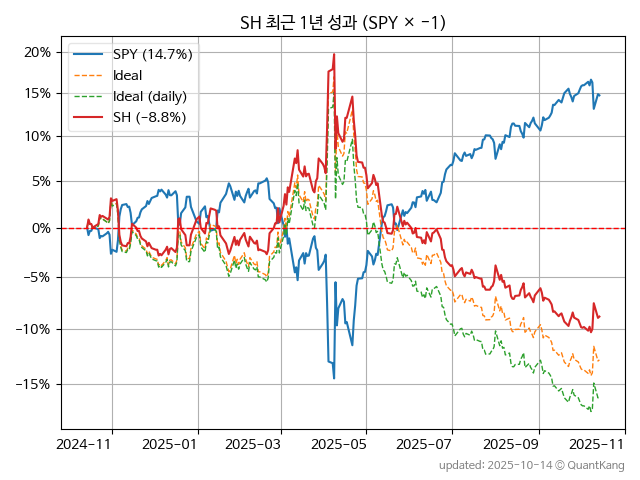 SH 최근 1년 성과 (SPY × −1)
SPY (14.7%)
Ideal
Ideal (daily)
SH (−8.8%)
20%
15%
10%
5%
0%
−5%
−10%
−15%
2024−11
2025−01
2025−03
2025−05
2025−07
2025−09
2025−11
updated: 2025-10-14 ⓒ QuantKang